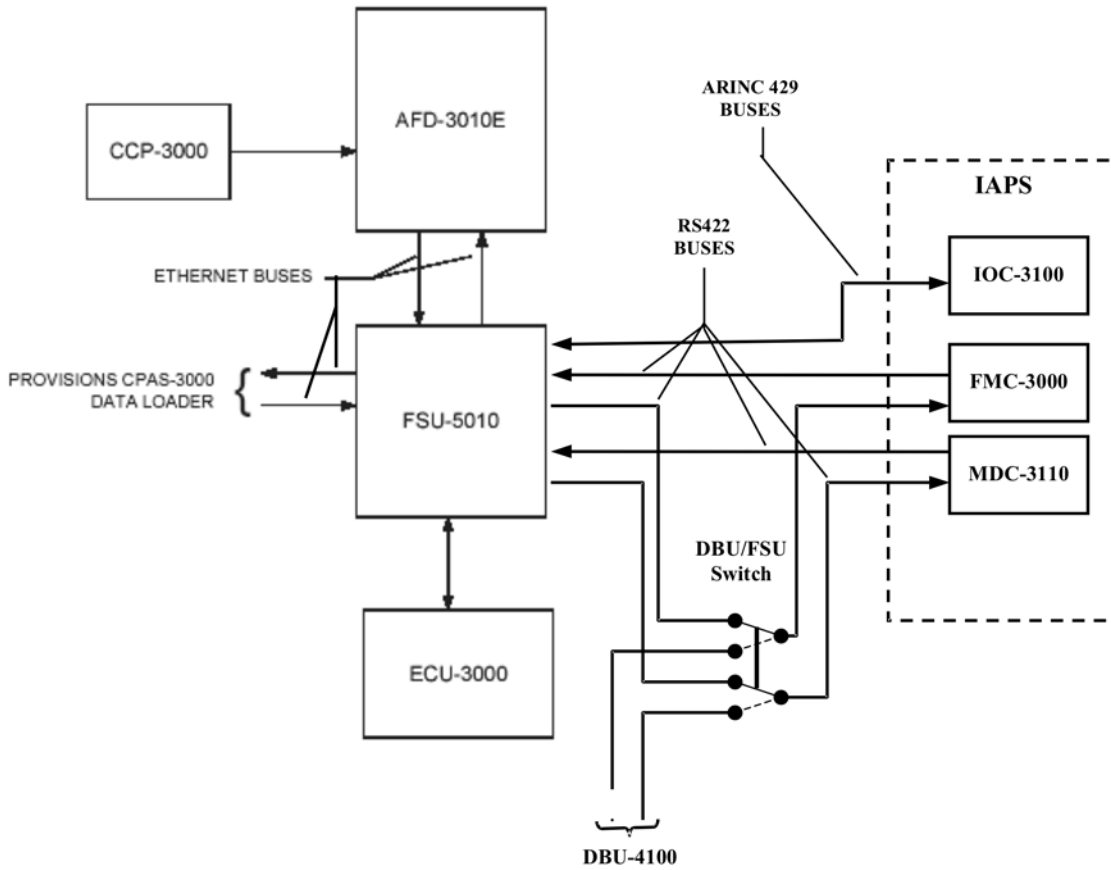 AFD-3010E
CCP-3000
ARINC 429
BUSES
IAPS
RS422
BUSES
ETHERNET BUSES
IOC-3100
PROVISIONS CPAS-3000
DATA LOADER
{
FSU-5010
FMC-3000
MDC-3110
DBU/FSU
Switch
ECU-3000
DBU-4100